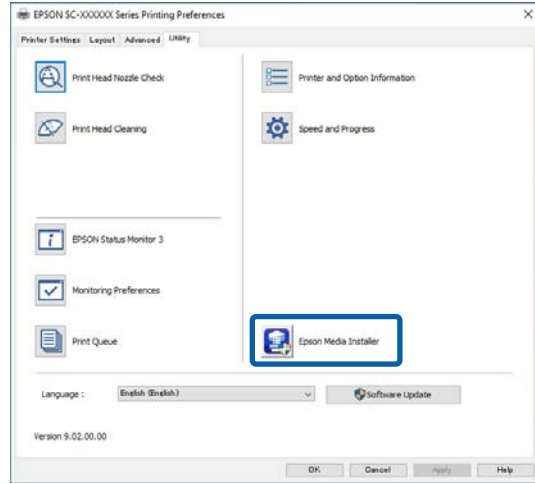 EPSON SC-XXXXXX Series Printing Preferences
Printer Settings Layout Advanced Utility
Print Head Nozzle Check
Printer and Option Information
Print Head Cleaning
Speed and Progress
EPSON Status Monitor 3
Monitoring Preferences
Print Queue
Epson Media Installer
Language : English (English) Software Update
Version 9.02.00.00
OK Cancel Apply Help